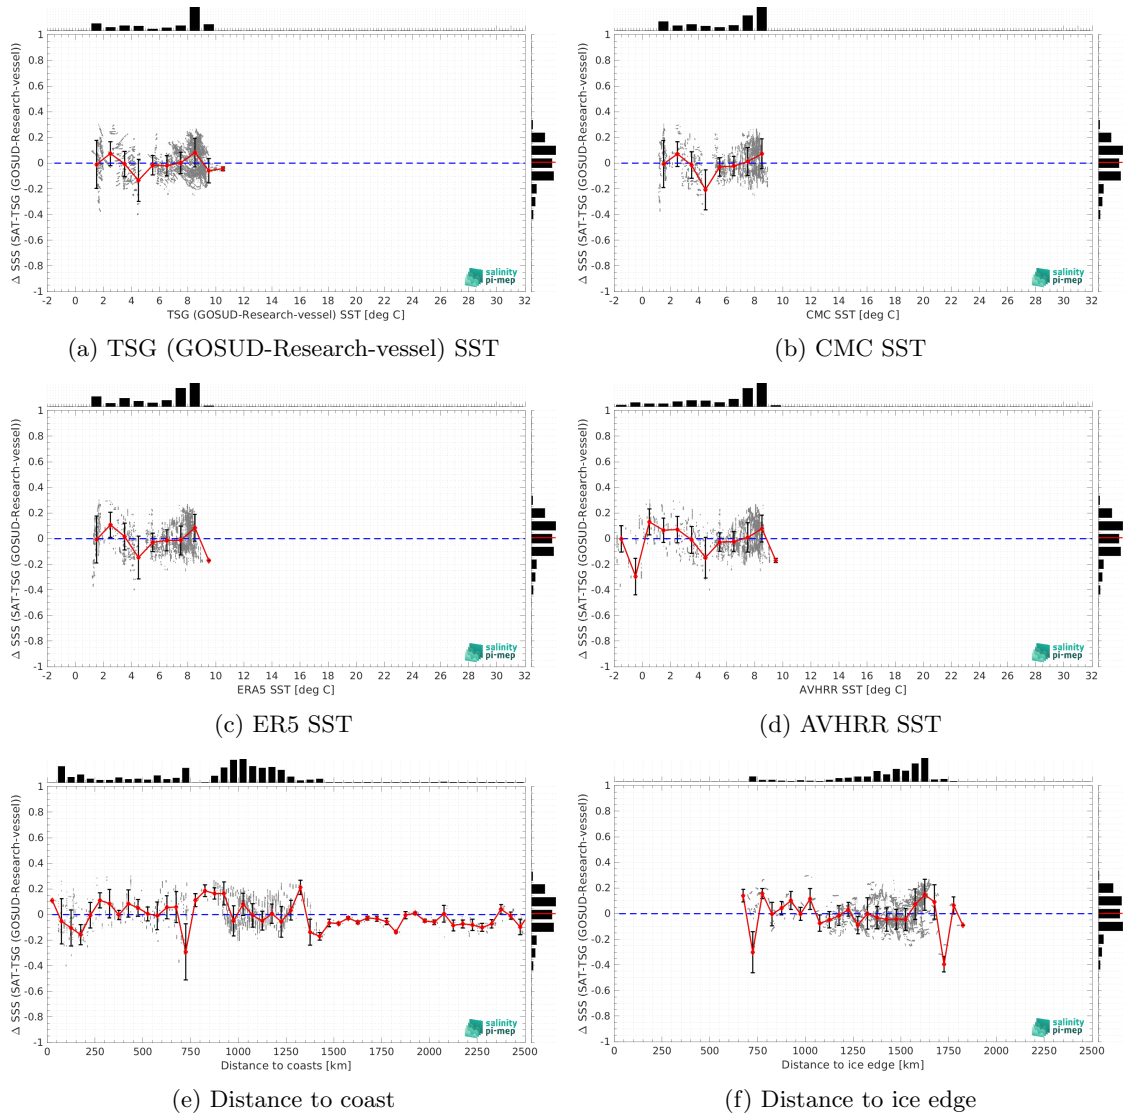 1
0.8
0.6
0.4
0.2
0
-0.2
-0.4
-0.6
-0.8
-1
Δ SSS (SAT-TSG (GOSUD-Research-vessel))
-2 0 2 4 6 8 10 12 14 16 18 20 22 24 26 28 30 32
TSG (GOSUD-Research-vessel) SST [deg C]
salinity
pi-mep
(a) TSG (GOSUD-Research-vessel) SST
1
0.8
0.6
0.4
0.2
0
-0.2
-0.4
-0.6
-0.8
-1
Δ SSS (SAT-TSG (GOSUD-Research-vessel))
-2 0 2 4 6 8 10 12 14 16 18 20 22 24 26 28 30 32
CMC SST [deg C]
salinity
pi-mep
(b) CMC SST
1
0.8
0.6
0.4
0.2
0
-0.2
-0.4
-0.6
-0.8
-1
Δ SSS (SAT-TSG (GOSUD-Research-vessel))
-2 0 2 4 6 8 10 12 14 16 18 20 22 24 26 28 30 32
ERA5 SST [deg C]
salinity
pi-mep
(c) ER5 SST
1
0.8
0.6
0.4
0.2
0
-0.2
-0.4
-0.6
-0.8
-1
Δ SSS (SAT-TSG (GOSUD-Research-vessel))
-2 0 2 4 6 8 10 12 14 16 18 20 22 24 26 28 30 32
AVHRR SST [deg C]
salinity
pi-mep
(d) AVHRR SST
1
0.8
0.6
0.4
0.2
0
-0.2
-0.4
-0.6
-0.8
-1
Δ SSS (SAT-TSG (GOSUD-Research-vessel))
0 250 500 750 1000 1250 1500 1750 2000 2250 2500
Distance to coasts [km]
salinity
pi-mep
(e) Distance to coast
1
0.8
0.6
0.4
0.2
0
-0.2
-0.4
-0.6
-0.8
-1
Δ SSS (SAT-TSG (GOSUD-Research-vessel))
0 250 500 750 1000 1250 1500 1750 2000 2250 2500
Distance to ice edge [km]
salinity
pi-mep
(f) Distance to ice edge